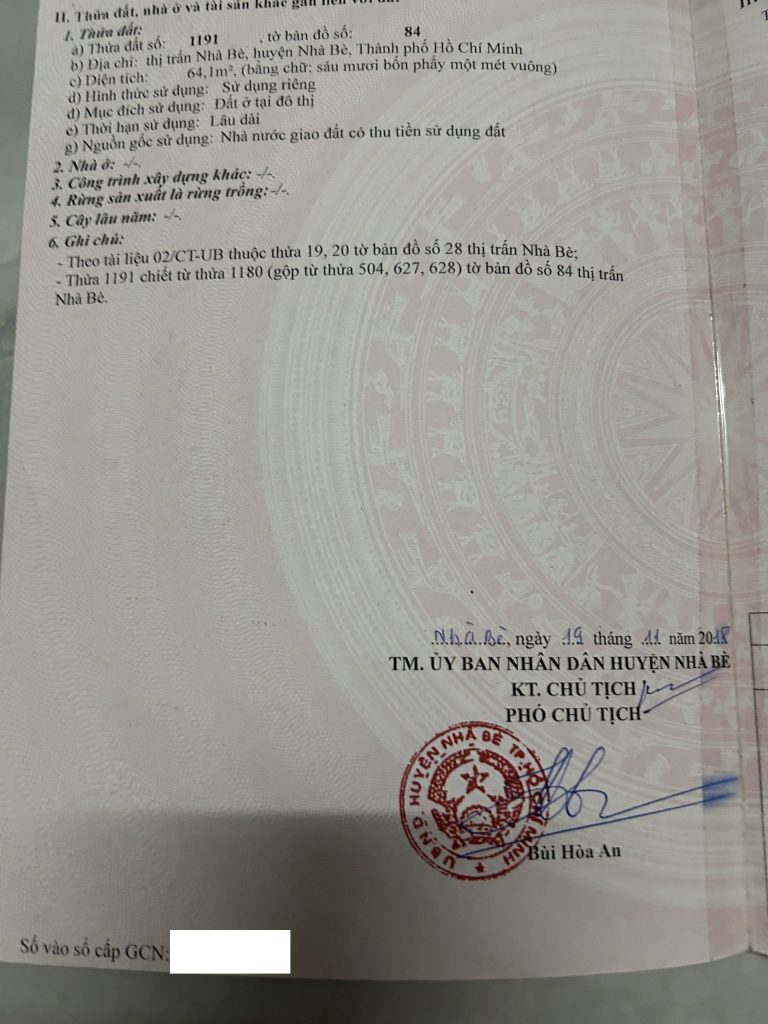 II. Thửa đất, nhà ở và tài sản khác gắn liền với đất
1. Thửa đất:
a) Thửa đất số: 1191 , tờ bản đồ số: 84
b) Địa chỉ: thị trấn Nhà Bè, huyện Nhà Bè, Thành phố Hồ Chí Minh
c) Diện tích: 64,1m², (bằng chữ: sáu mươi bốn phẩy một mét vuông)
d) Hình thức sử dụng: Sử dụng riêng
đ) Mục đích sử dụng: Đất ở tại đô thị
e) Thời hạn sử dụng: Lâu dài
g) Nguồn gốc sử dụng: Nhà nước giao đất có thu tiền sử dụng đất
2. Nhà ở: -/-.
3. Công trình xây dựng khác: -/-.
4. Rừng sản xuất là rừng trồng: -/-.
5. Cây lâu năm: -/-.
6. Ghi chú:
- Theo tài liệu 02/CT-UB thuộc thửa 19, 20 tờ bản đồ số 28 thị trấn Nhà Bè;
- Thửa 1191 chiết từ thửa 1180 (gộp từ thửa 504, 627, 628) tờ bản đồ số 84 thị trấn
Nhà Bè.
Nhà Bè, ngày 19 tháng 11 năm 2018
TM. ỦY BAN NHÂN DÂN HUYỆN NHÀ BÈ
KT. CHỦ TỊCH
PHÓ CHỦ TỊCH
U.B.N.D. HUYỆN NHÀ BÈ T.P. HỒ CHÍ MINH
Bùi Hòa An
Số vào sổ cấp GCN: